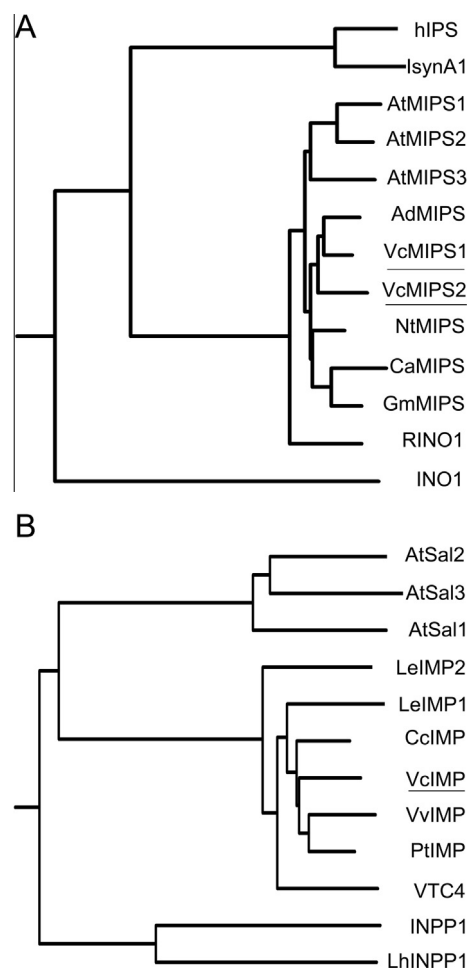 A
hIPS
IsynA1
AtMIPS1
AtMIPS2
AtMIPS3
AdMIPS
VcMIPS1
VcMIPS2
NtMIPS
CaMIPS
GmMIPS
RINO1
INO1
B
AtSal2
AtSal3
AtSal1
LeIMP2
LeIMP1
CcIMP
VcIMP
VvIMP
PtIMP
VTC4
INPP1
LhINPP1